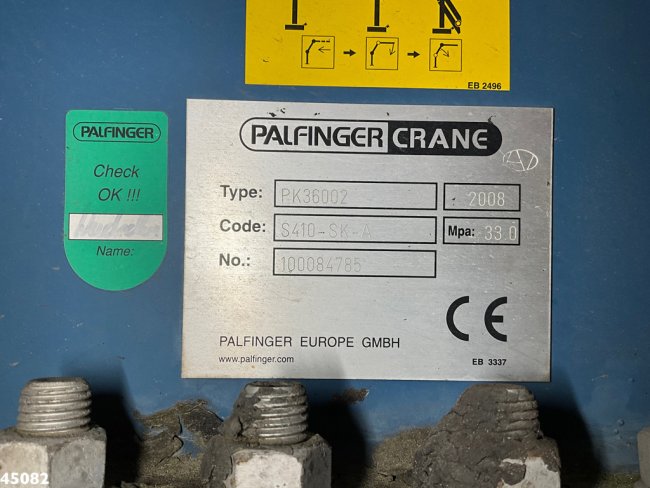 EB 2496
PALFINGER
Check
OK !!!
Name:
PALFINGER CRANE
Type: PK36002 2008
Code: S410-SK-A Mpa: 33.0
No.: 100084785
PALFINGER EUROPE GMBH
www.palfinger.com
CE
EB 3337
45082